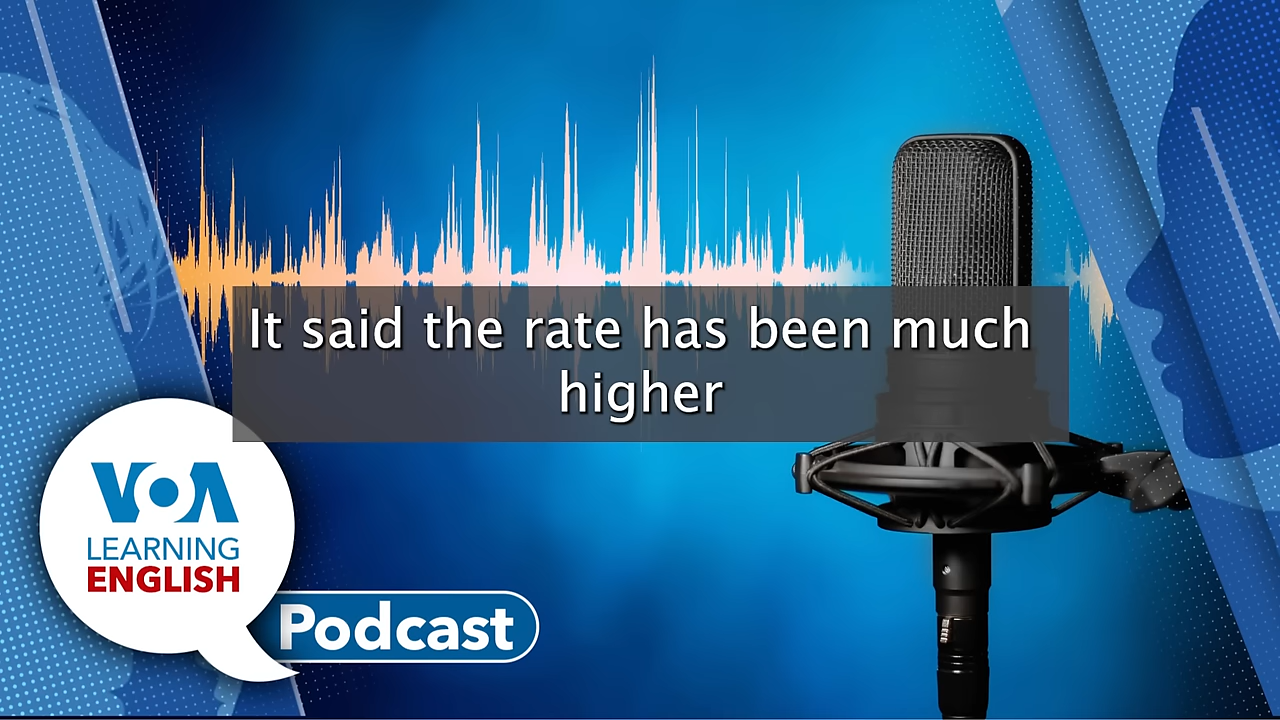 It said the rate has been much
higher
VOA
LEARNING
ENGLISH
Podcast